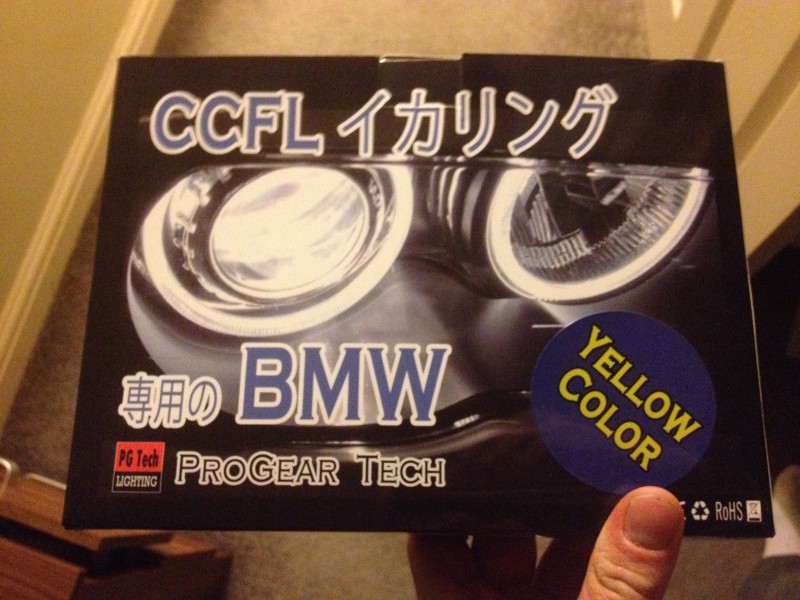 CCFL イカリング
専用の BMW
YELLOW
COLOR
PG Tech
LIGHTING
PROGEAR TECH
RoHS